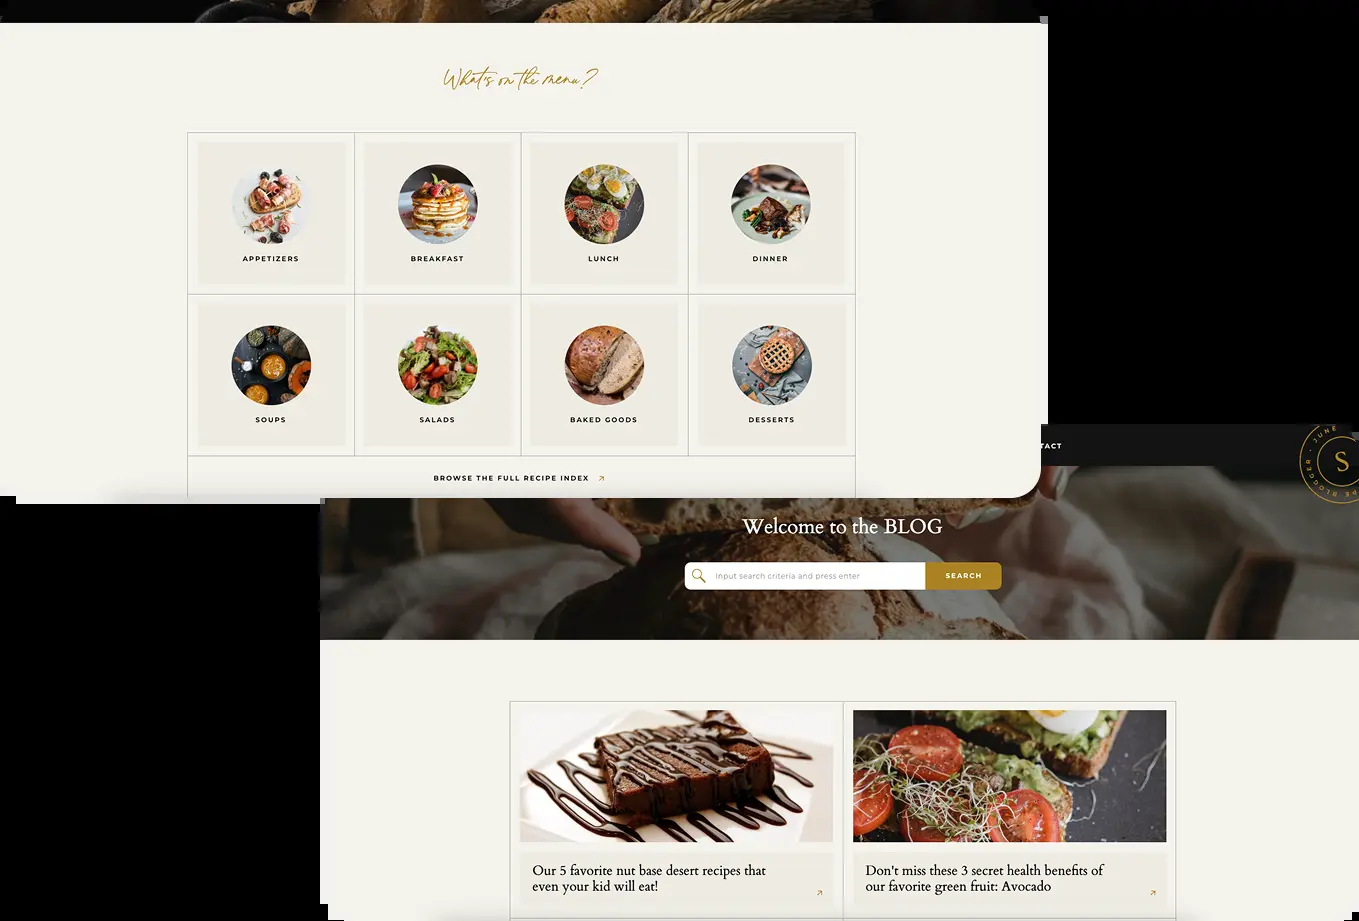 What's on the menu?
APPETIZERS
BREAKFAST
LUNCH
DINNER
SOUPS
SALADS
BAKED GOODS
DESSERTS
BROWSE THE FULL RECIPE INDEX
TACT
BLOGGER · JUNE
S
Welcome to the BLOG
Input search criteria and press enter
SEARCH
Our 5 favorite nut base desert recipes that
even your kid will eat!
Don't miss these 3 secret health benefits of
our favorite green fruit: Avocado